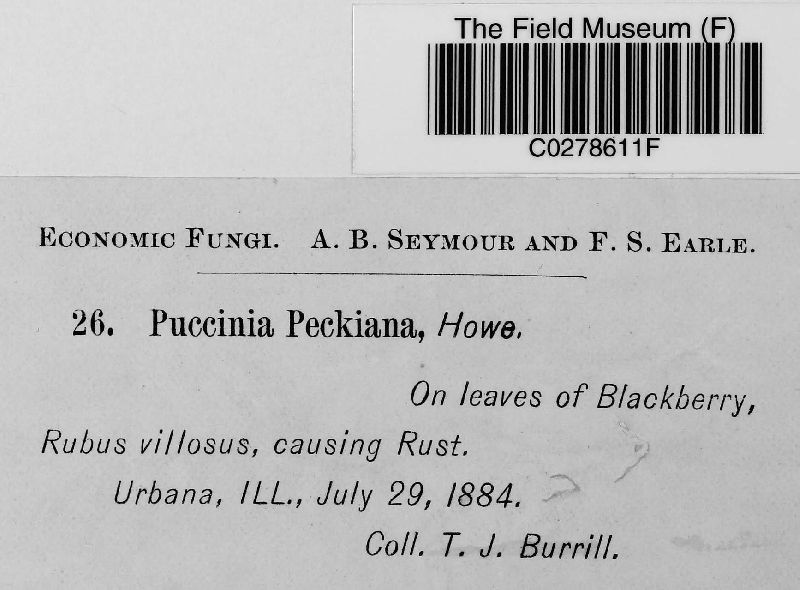 The Field Museum (F)
C0278611F
ECONOMIC FUNGI. A. B. SEYMOUR AND F. S. EARLE.
26. Puccinia Peckiana, Howe.
On leaves of Blackberry,
Rubus villosus, causing Rust.
Urbana, ILL., July 29, 1884.
Coll. T. J. Burrill.